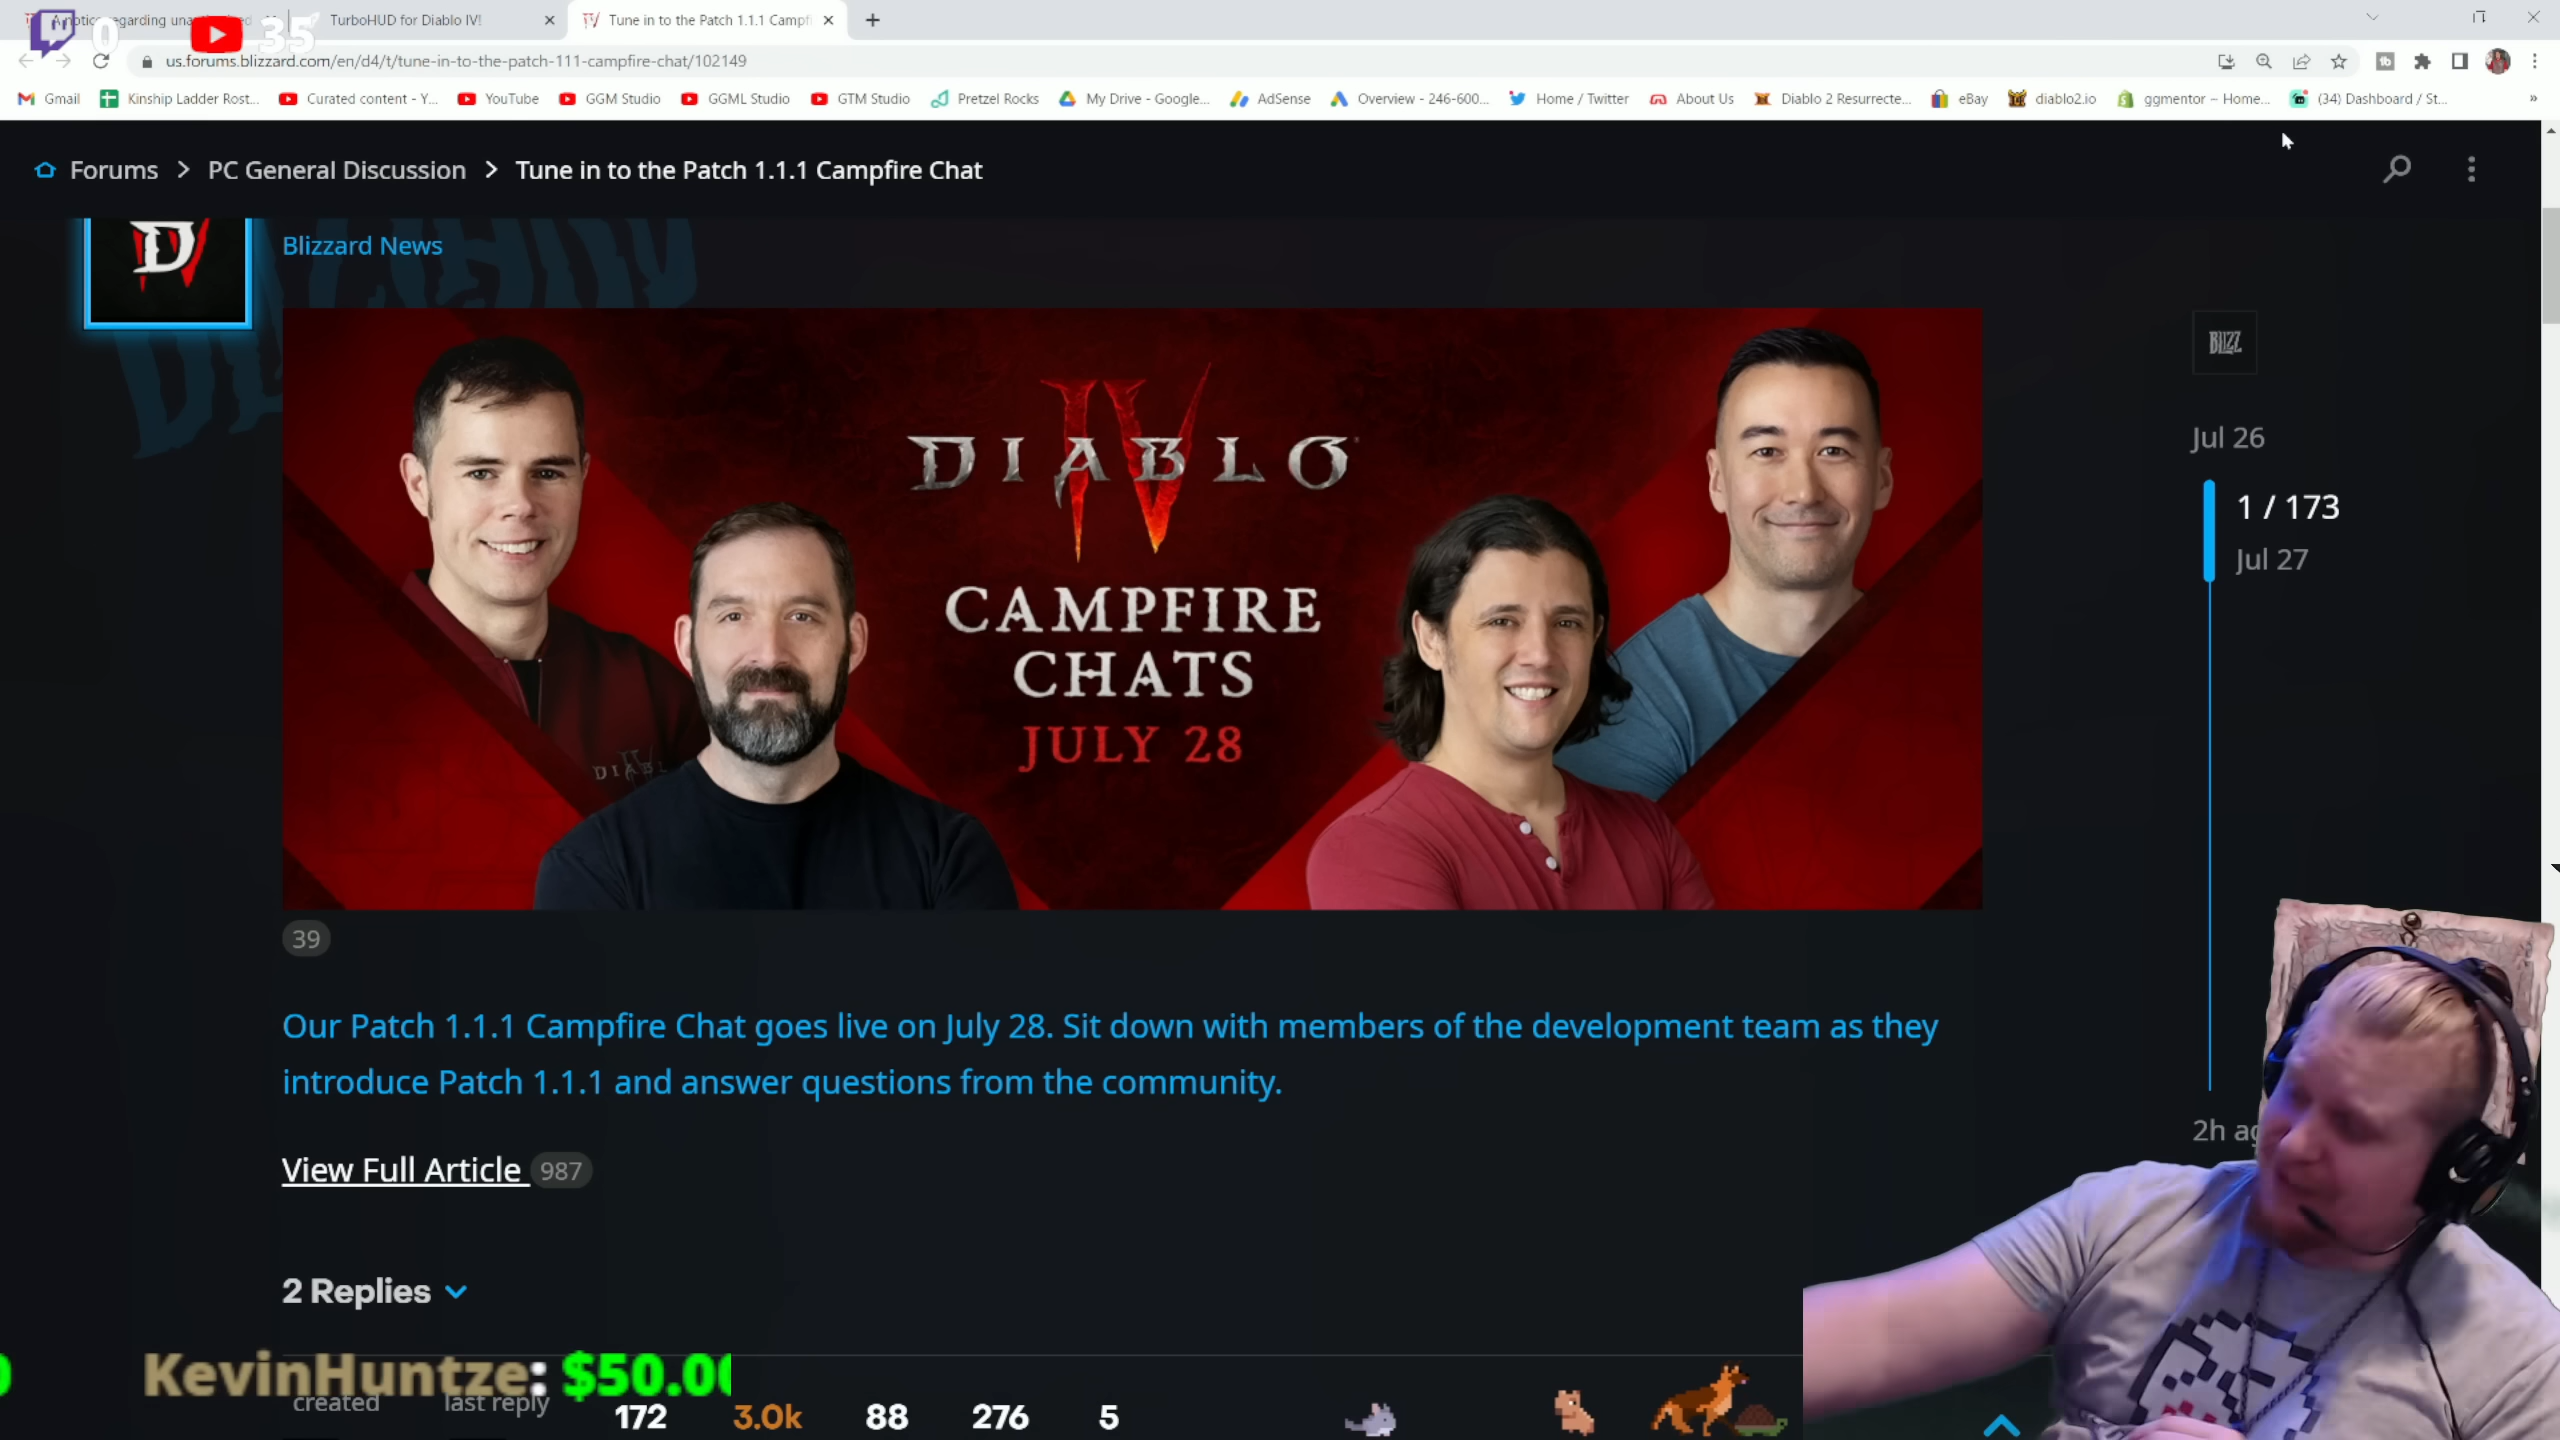 A notice regarding unauthorized
TurboHUD for Diablo IV!
Tune in to the Patch 1.1.1 Campfi
0
35
us.forums.blizzard.com/en/d4/t/tune-in-to-the-patch-111-campfire-chat/102149
Gmail
Kinship Ladder Rost...
Curated content - Y...
YouTube
GGM Studio
GGML Studio
GTM Studio
Pretzel Rocks
My Drive - Google...
AdSense
Overview - 246-600...
Home / Twitter
About Us
Diablo 2 Resurrecte...
eBay
diablo2.io
ggmentor – Home...
(34) Dashboard / St...
»
Forums > PC General Discussion > Tune in to the Patch 1.1.1 Campfire Chat
Blizzard News
DIABLO
IV
CAMPFIRE
CHATS
JULY 28
DIABL
BLIZZ
Jul 26
1 / 173
Jul 27
2h ag
39
Our Patch 1.1.1 Campfire Chat goes live on July 28. Sit down with members of the development team as they
introduce Patch 1.1.1 and answer questions from the community.
View Full Article 987
2 Replies
KevinHuntze: $50.00
created
last reply
172
3.0k
88
276
5